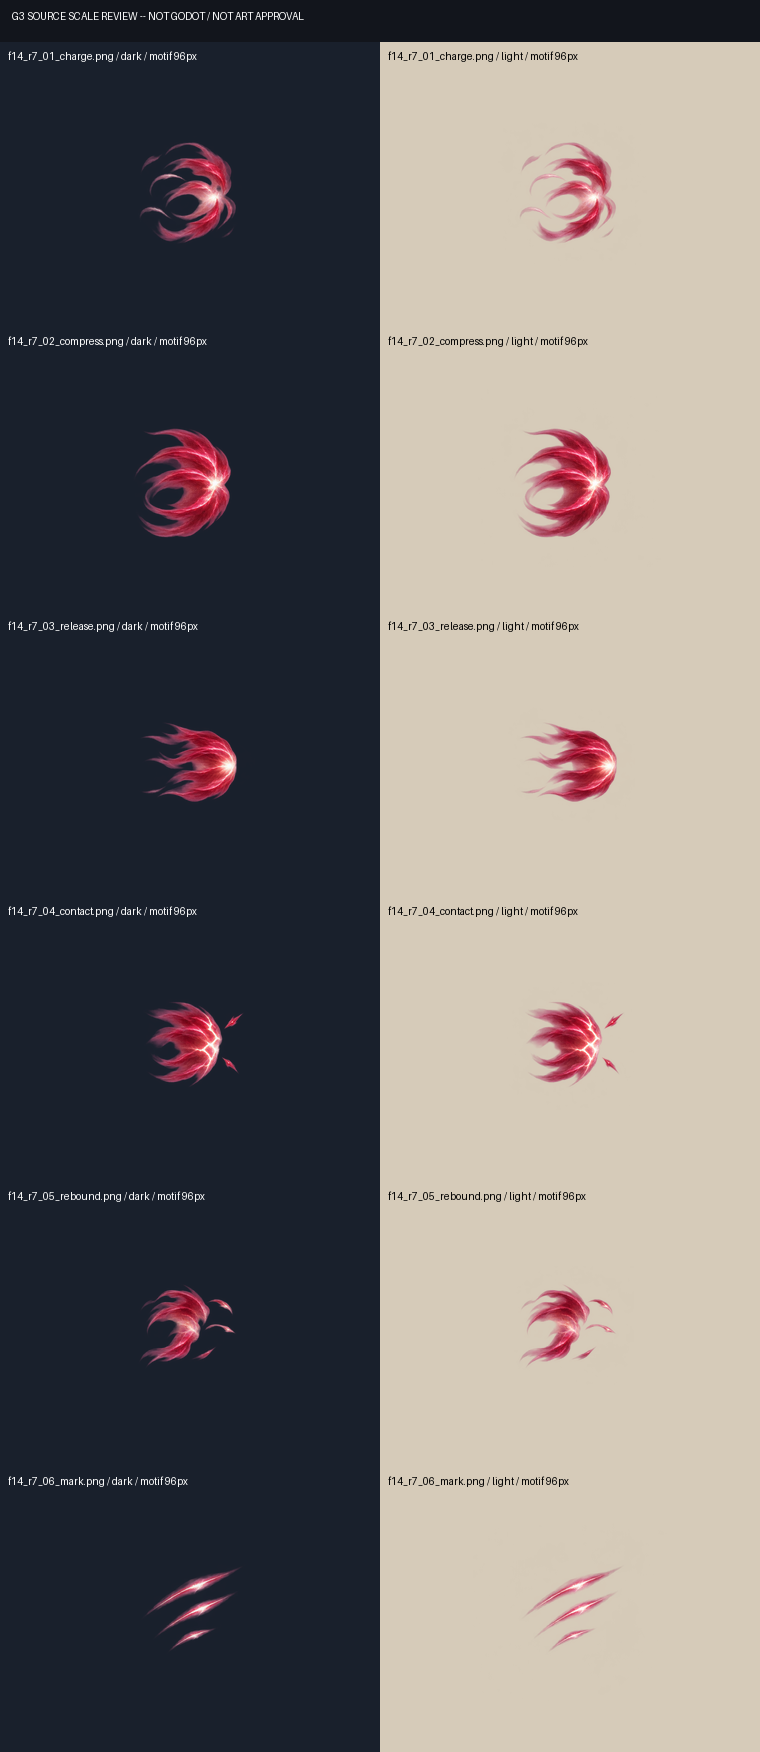 G3 SOURCE SCALE REVIEW -- NOT GODOT / NOT ART APPROVAL
f14_r7_01_charge.png / dark / motif 96px
f14_r7_01_charge.png / light / motif 96px
f14_r7_02_compress.png / dark / motif 96px
f14_r7_02_compress.png / light / motif 96px
f14_r7_03_release.png / dark / motif 96px
f14_r7_03_release.png / light / motif 96px
f14_r7_04_contact.png / dark / motif 96px
f14_r7_04_contact.png / light / motif 96px
f14_r7_05_rebound.png / dark / motif 96px
f14_r7_05_rebound.png / light / motif 96px
f14_r7_06_mark.png / dark / motif 96px
f14_r7_06_mark.png / light / motif 96px